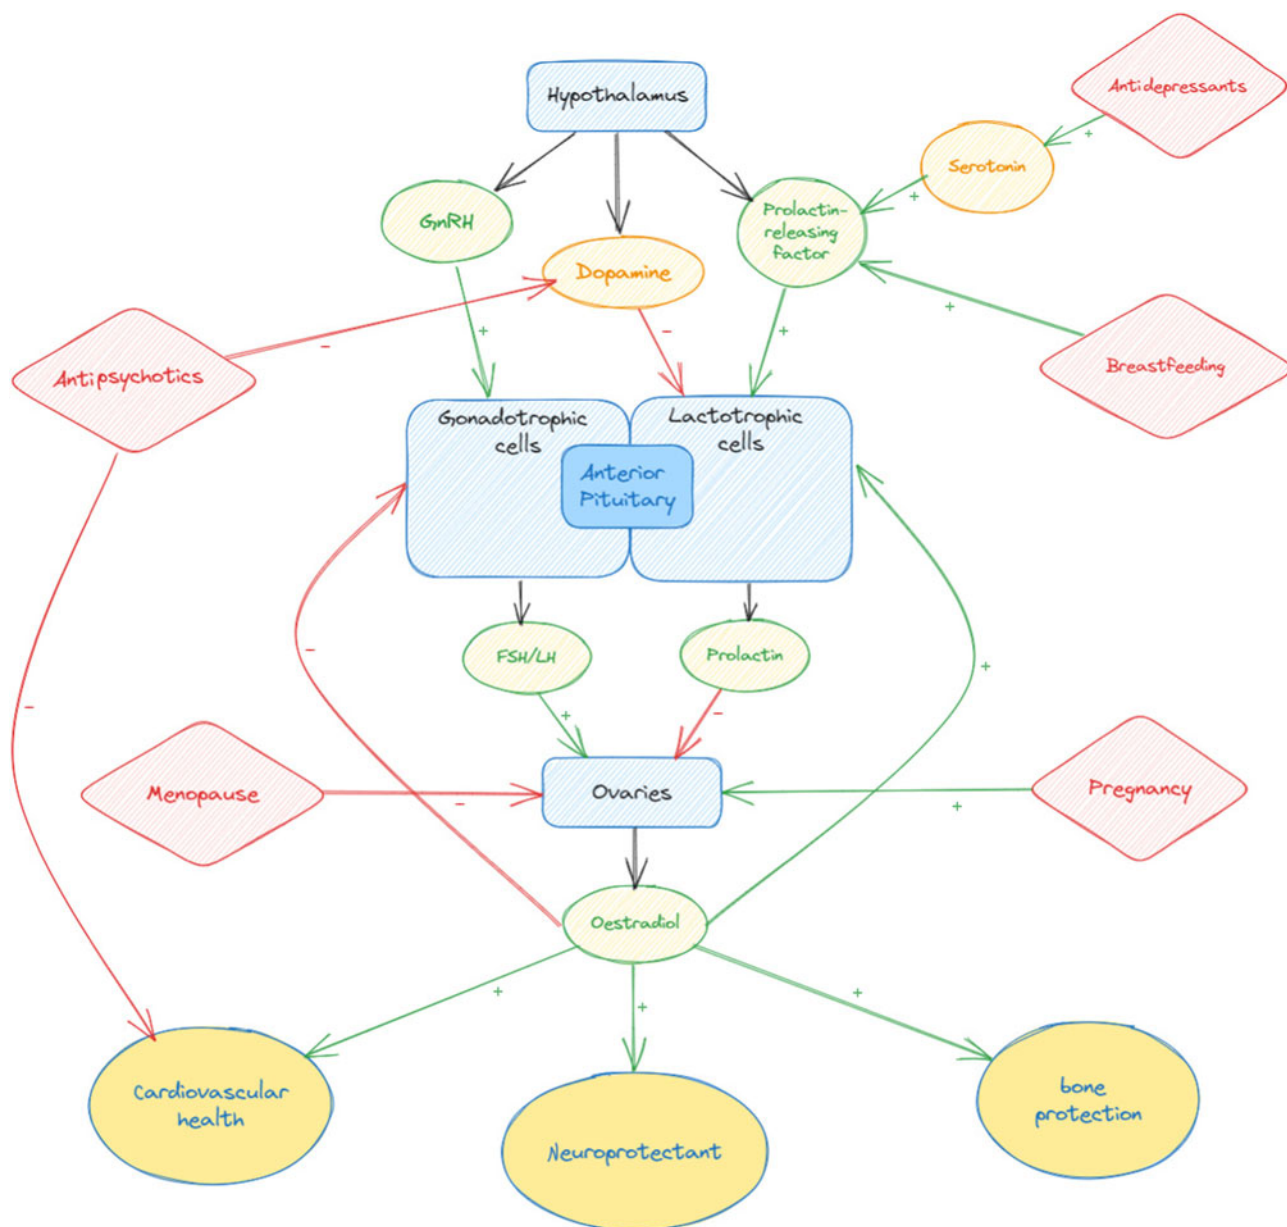 Hypothalamus
Antidepressants
+
Serotonin
+
GnRH
Prolactin-
releasing
factor
Dopamine
+
-
+
+
-
Antipsychotics
Breastfeeding
Gonadotrophic
cells
Lactotrophic
cells
Anterior
Pituitary
-
-
+
FSH/LH
Prolactin
+
-
Menopause
-
Ovaries
+
Pregnancy
Oestradiol
+
+
+
Cardiovascular
health
Neuroprotectant
bone
protection